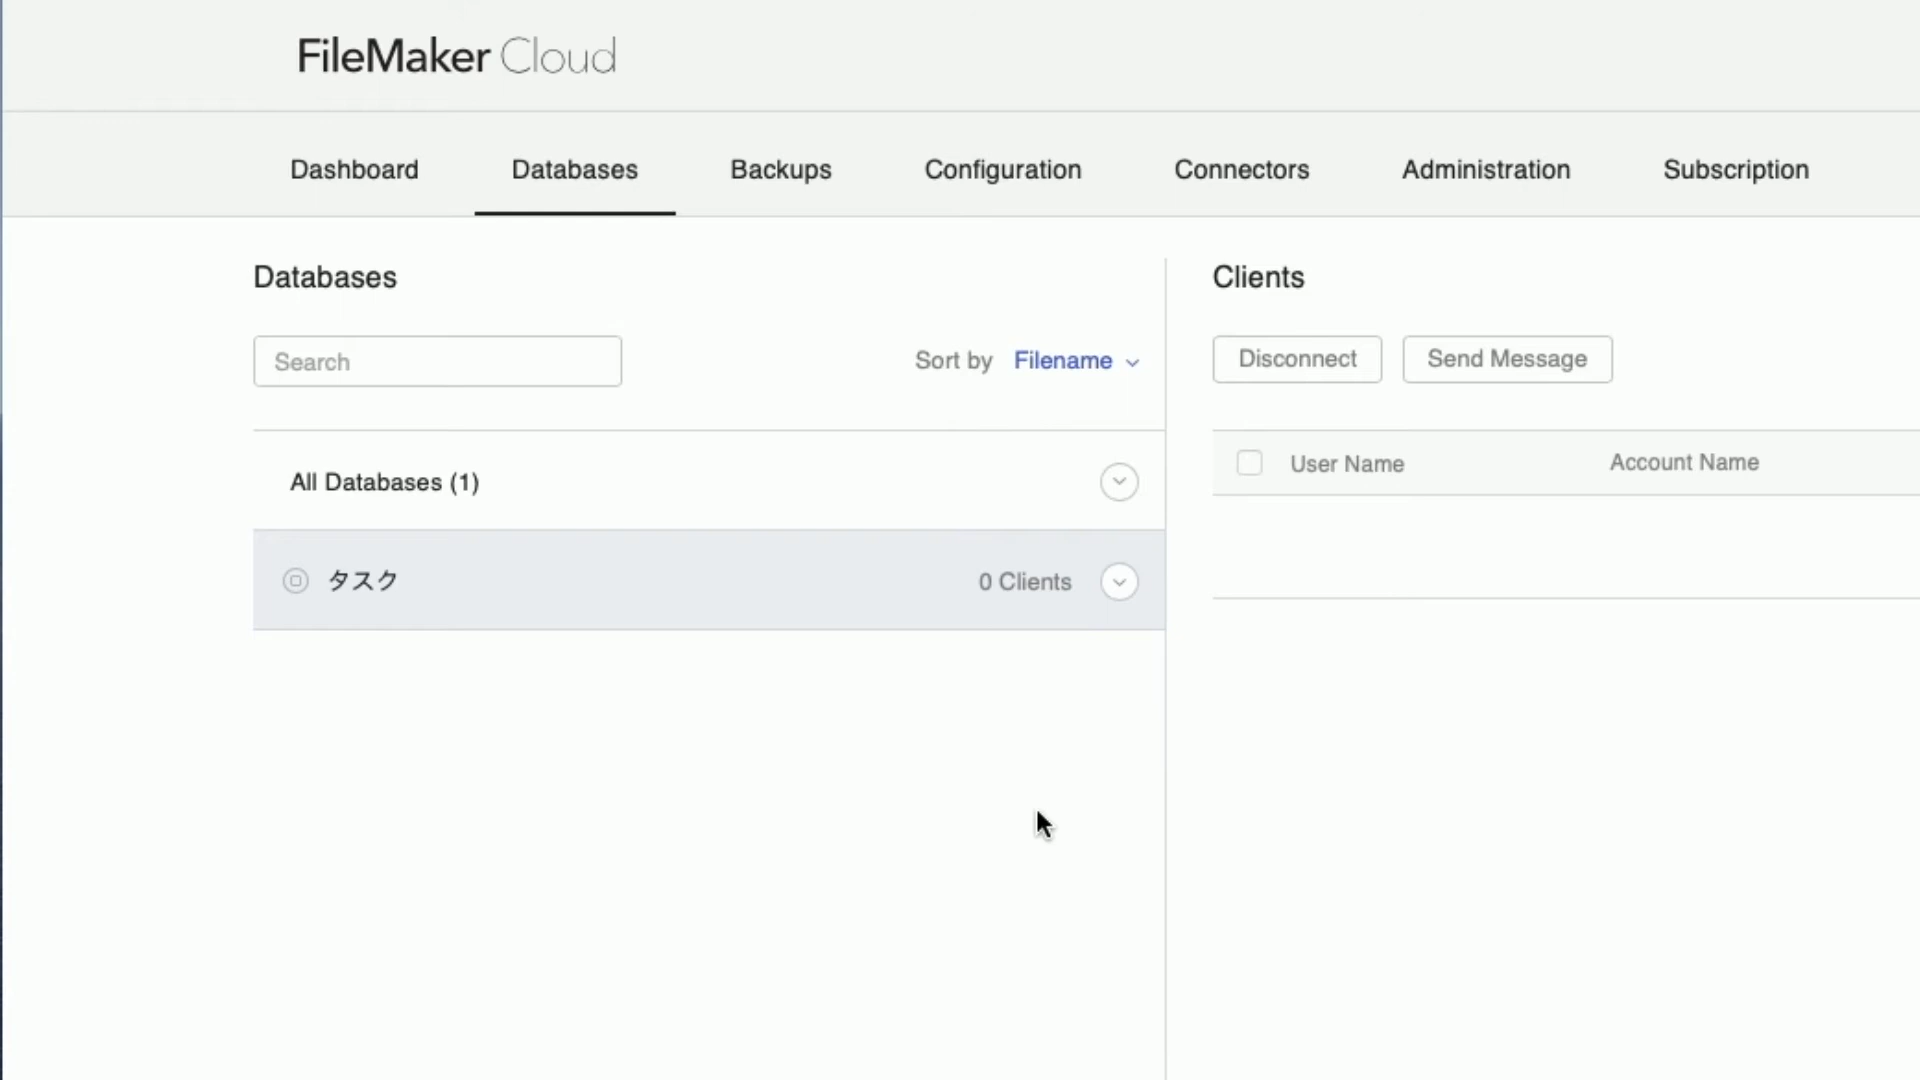 FileMaker Cloud
Dashboard Databases Backups Configuration Connectors Administration Subscription
Databases
Search
Sort by Filename
All Databases (1)
タスク 0 Clients
Clients
Disconnect Send Message
User Name Account Name